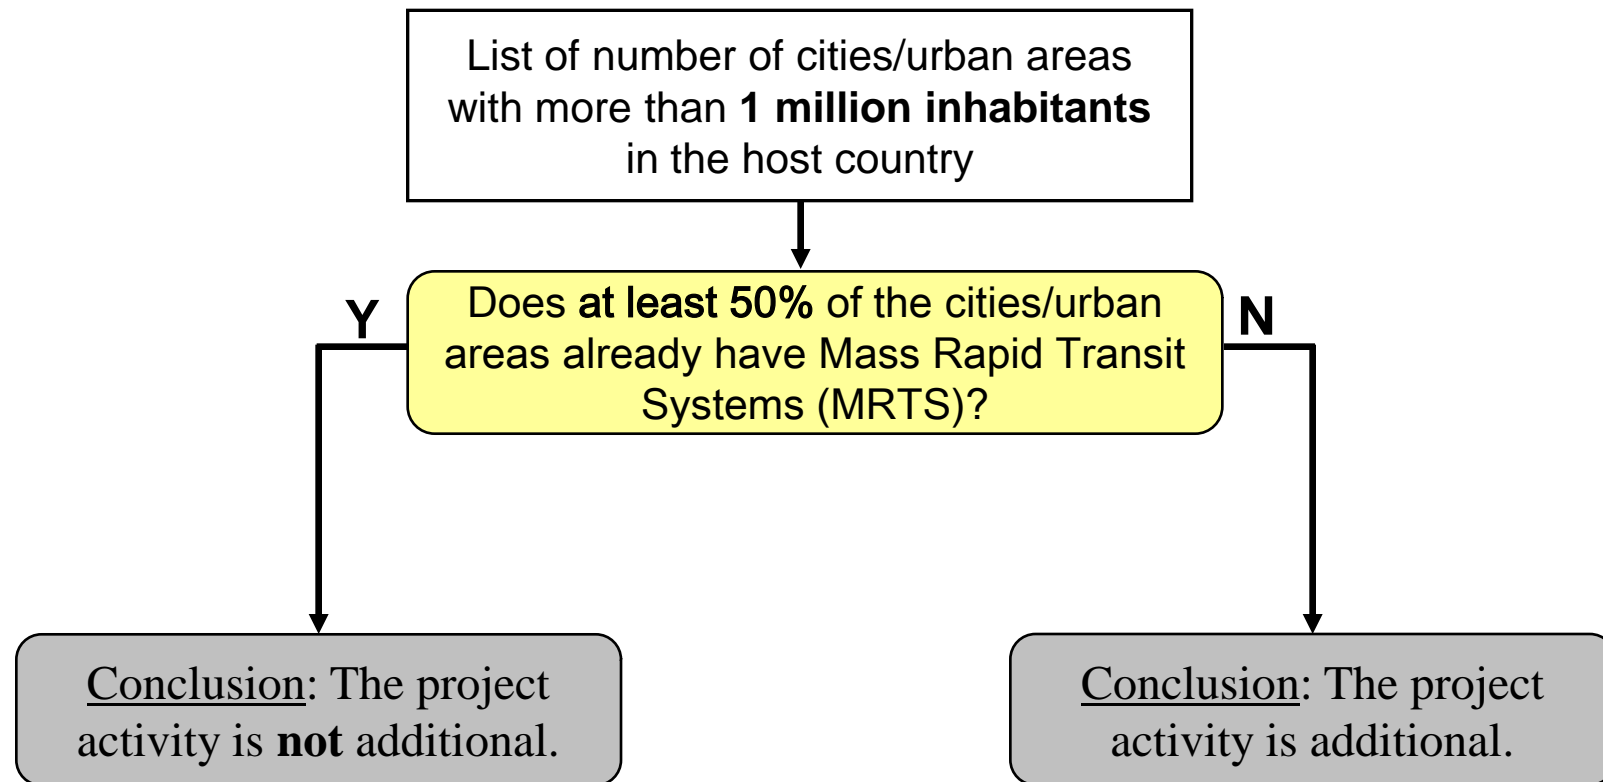 List of number of cities/urban areas
with more than 1 million inhabitants
in the host country
Y
Does at least 50% of the cities/urban
areas already have Mass Rapid Transit
Systems (MRTS)?
N
Conclusion: The project
activity is not additional.
Conclusion: The project
activity is additional.